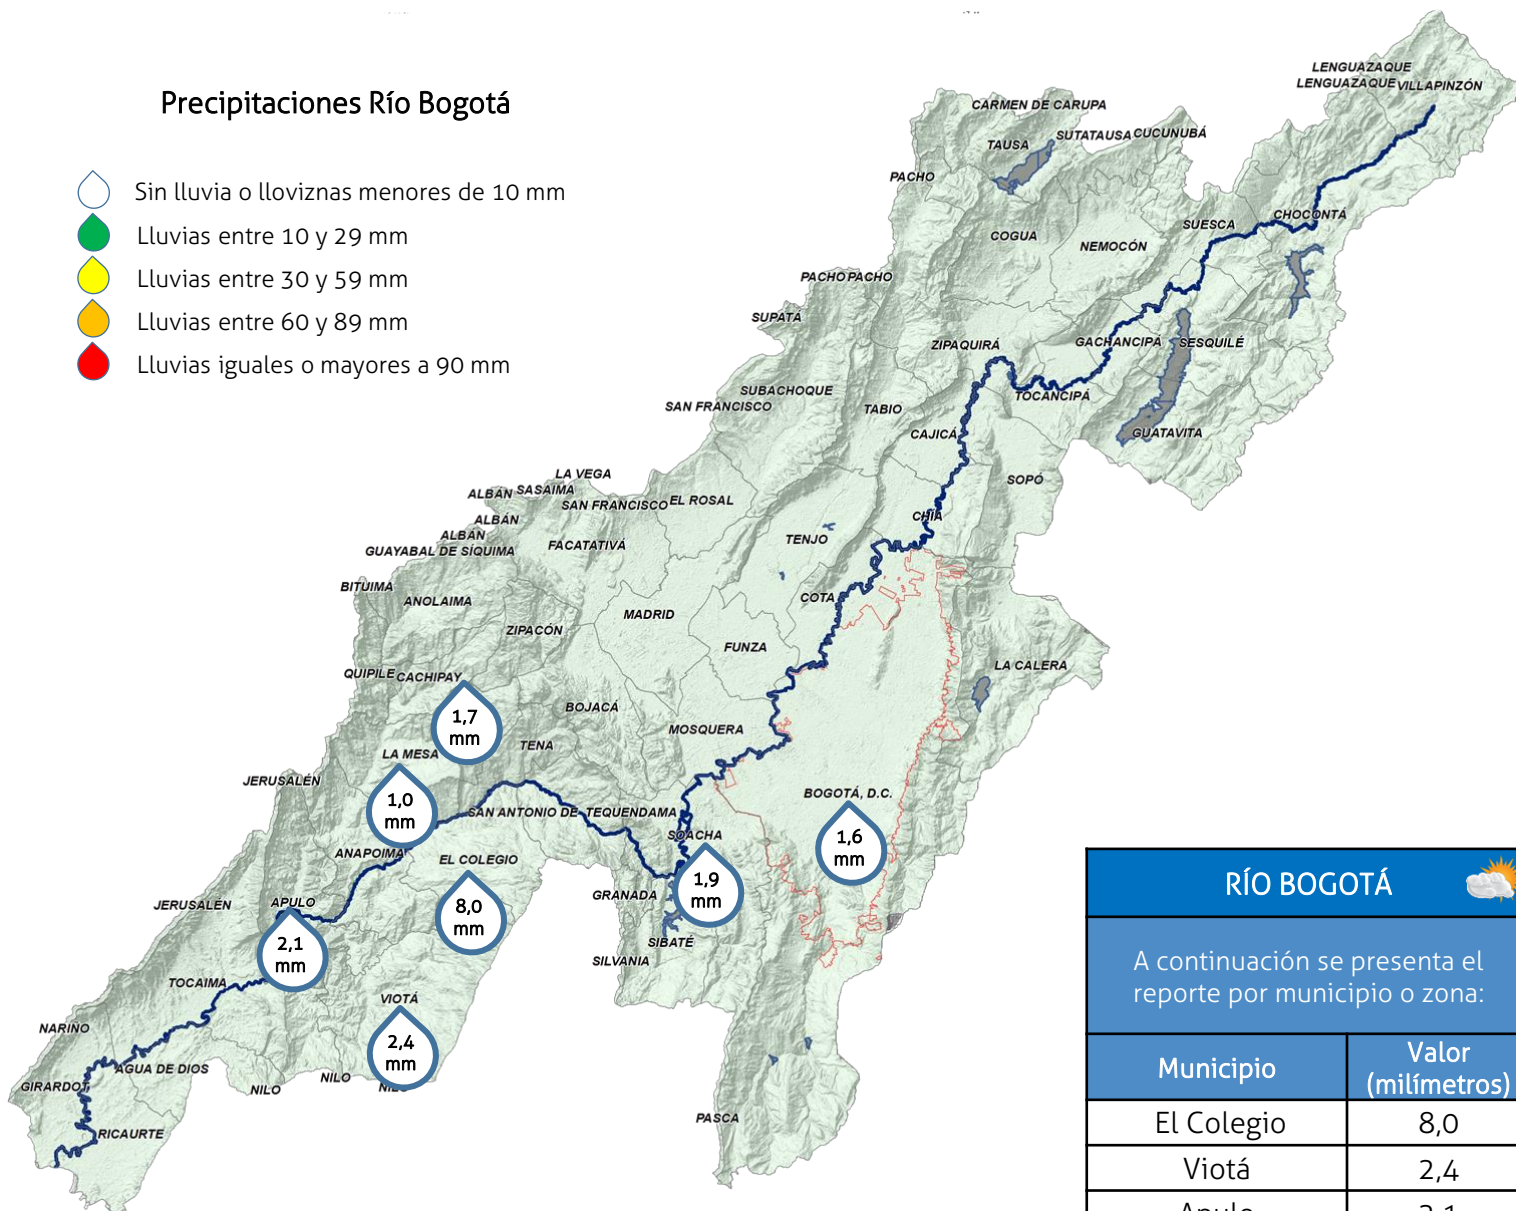 Precipitaciones Río Bogotá
Sin lluvia o lloviznas menores de 10 mm
Lluvias entre 10 y 29 mm
Lluvias entre 30 y 59 mm
Lluvias entre 60 y 89 mm
Lluvias iguales o mayores a 90 mm
LENGUAZAQUE
LENGUAZAQUE VILLAPINZÓN
CARMEN DE CARUPA
TAUSA
SUTATAUSA CUCUNUBÁ
PACHO
CHOCONTÁ
SUESCA
COGUA
NEMOCÓN
PACHO PACHO
SUPATÁ
ZIPAQUIRÁ
GACHANCIPÁ
SESQUILÉ
SUBACHOQUE
SAN FRANCISCO
TABIO
TOCANCIPÁ
CAJICÁ
GUATAVITA
SOPÓ
LA VEGA
ALBÁN SASAIMA
SAN FRANCISCO EL ROSAL
ALBÁN
CHÍA
ALBÁN
TENJO
GUAYABAL DE SÍQUIMA
FACATATIVÁ
BITUIMA
ANOLAIMA
COTA
MADRID
ZIPACÓN
FUNZA
LA CALERA
QUIPILE CACHIPAY
BOJACÁ
1,7
mm
MOSQUERA
TENA
LA MESA
JERUSALÉN
BOGOTÁ, D.C.
1,0
mm
SAN ANTONIO DE TEQUENDAMA
SOACHA
1,6
mm
ANAPOIMA
EL COLEGIO
1,9
mm
GRANADA
JERUSALÉN
APULO
8,0
mm
2,1
mm
SIBATÉ
SILVANIA
TOCAIMA
VIOTÁ
NARIÑO
2,4
mm
AGUA DE DIOS
GIRARDOT
NILO
NILO
NILO
RICAURTE
PASCA
RÍO BOGOTÁ
A continuación se presenta el
reporte por municipio o zona:
Municipio
Valor
(milímetros)
El Colegio 8,0
Viotá 2,4
Apulo 2,1